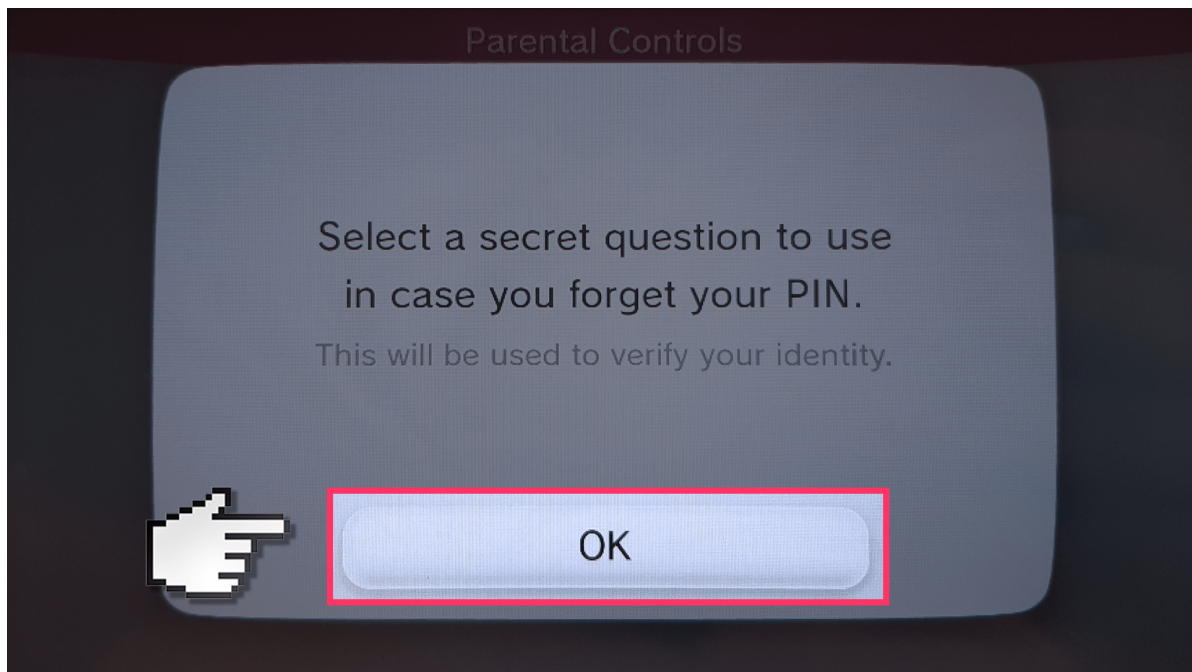 Parental Controls
Select a secret question to use
in case you forget your PIN.
This will be used to verify your identity.
OK